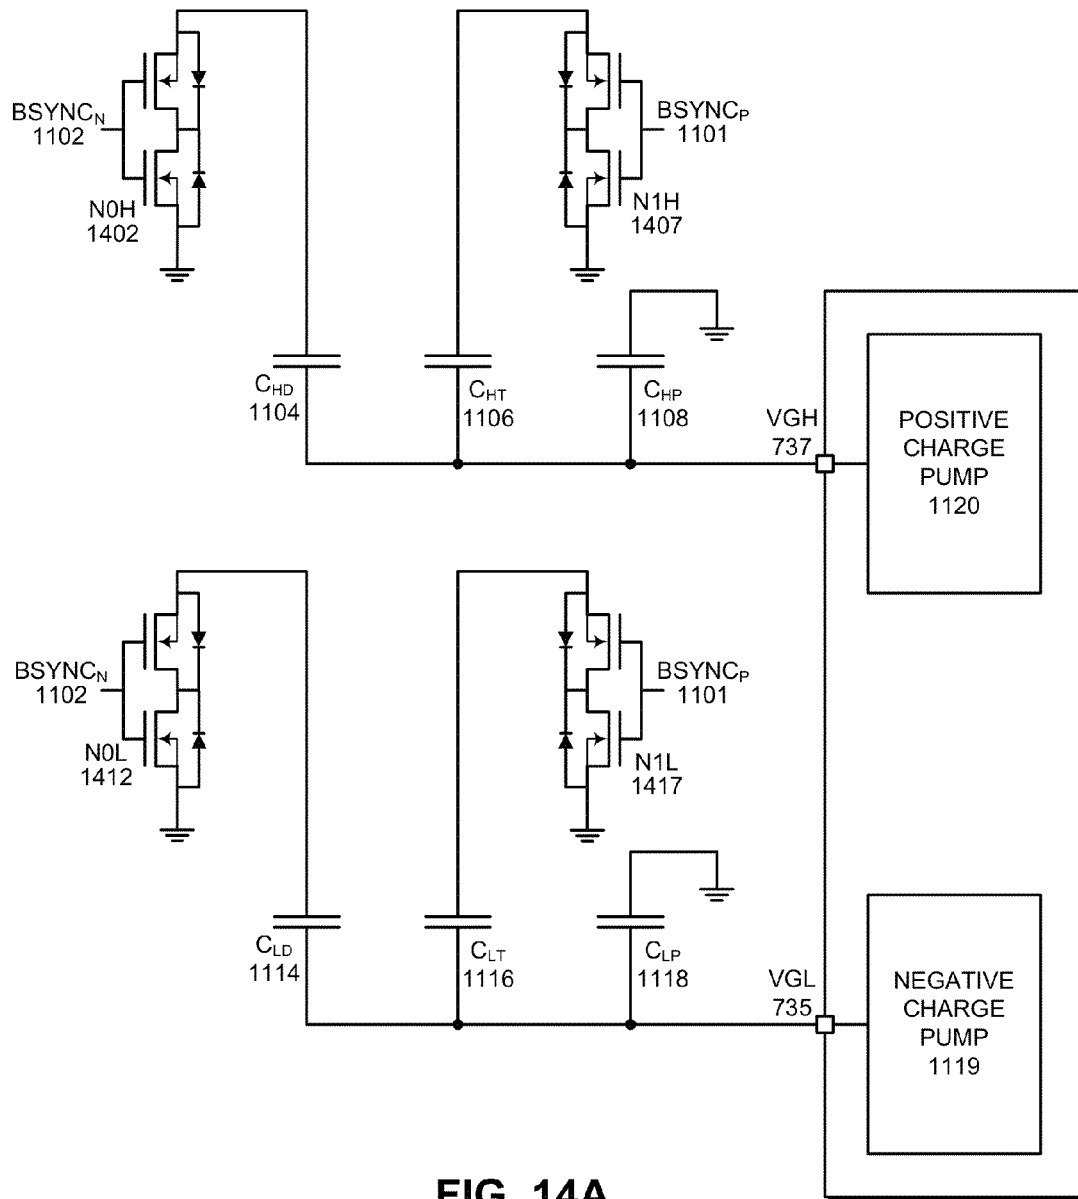 BSYNCN
1102
N0H
1402
BSYNCP
1101
N1H
1407
CHD
1104
CHT
1106
CHP
1108
VGH
737
POSITIVE
CHARGE
PUMP
1120
BSYNCN
1102
N0L
1412
BSYNCP
1101
N1L
1417
CLD
1114
CLT
1116
CLP
1118
VGL
735
NEGATIVE
CHARGE
PUMP
1119
FIG. 14A